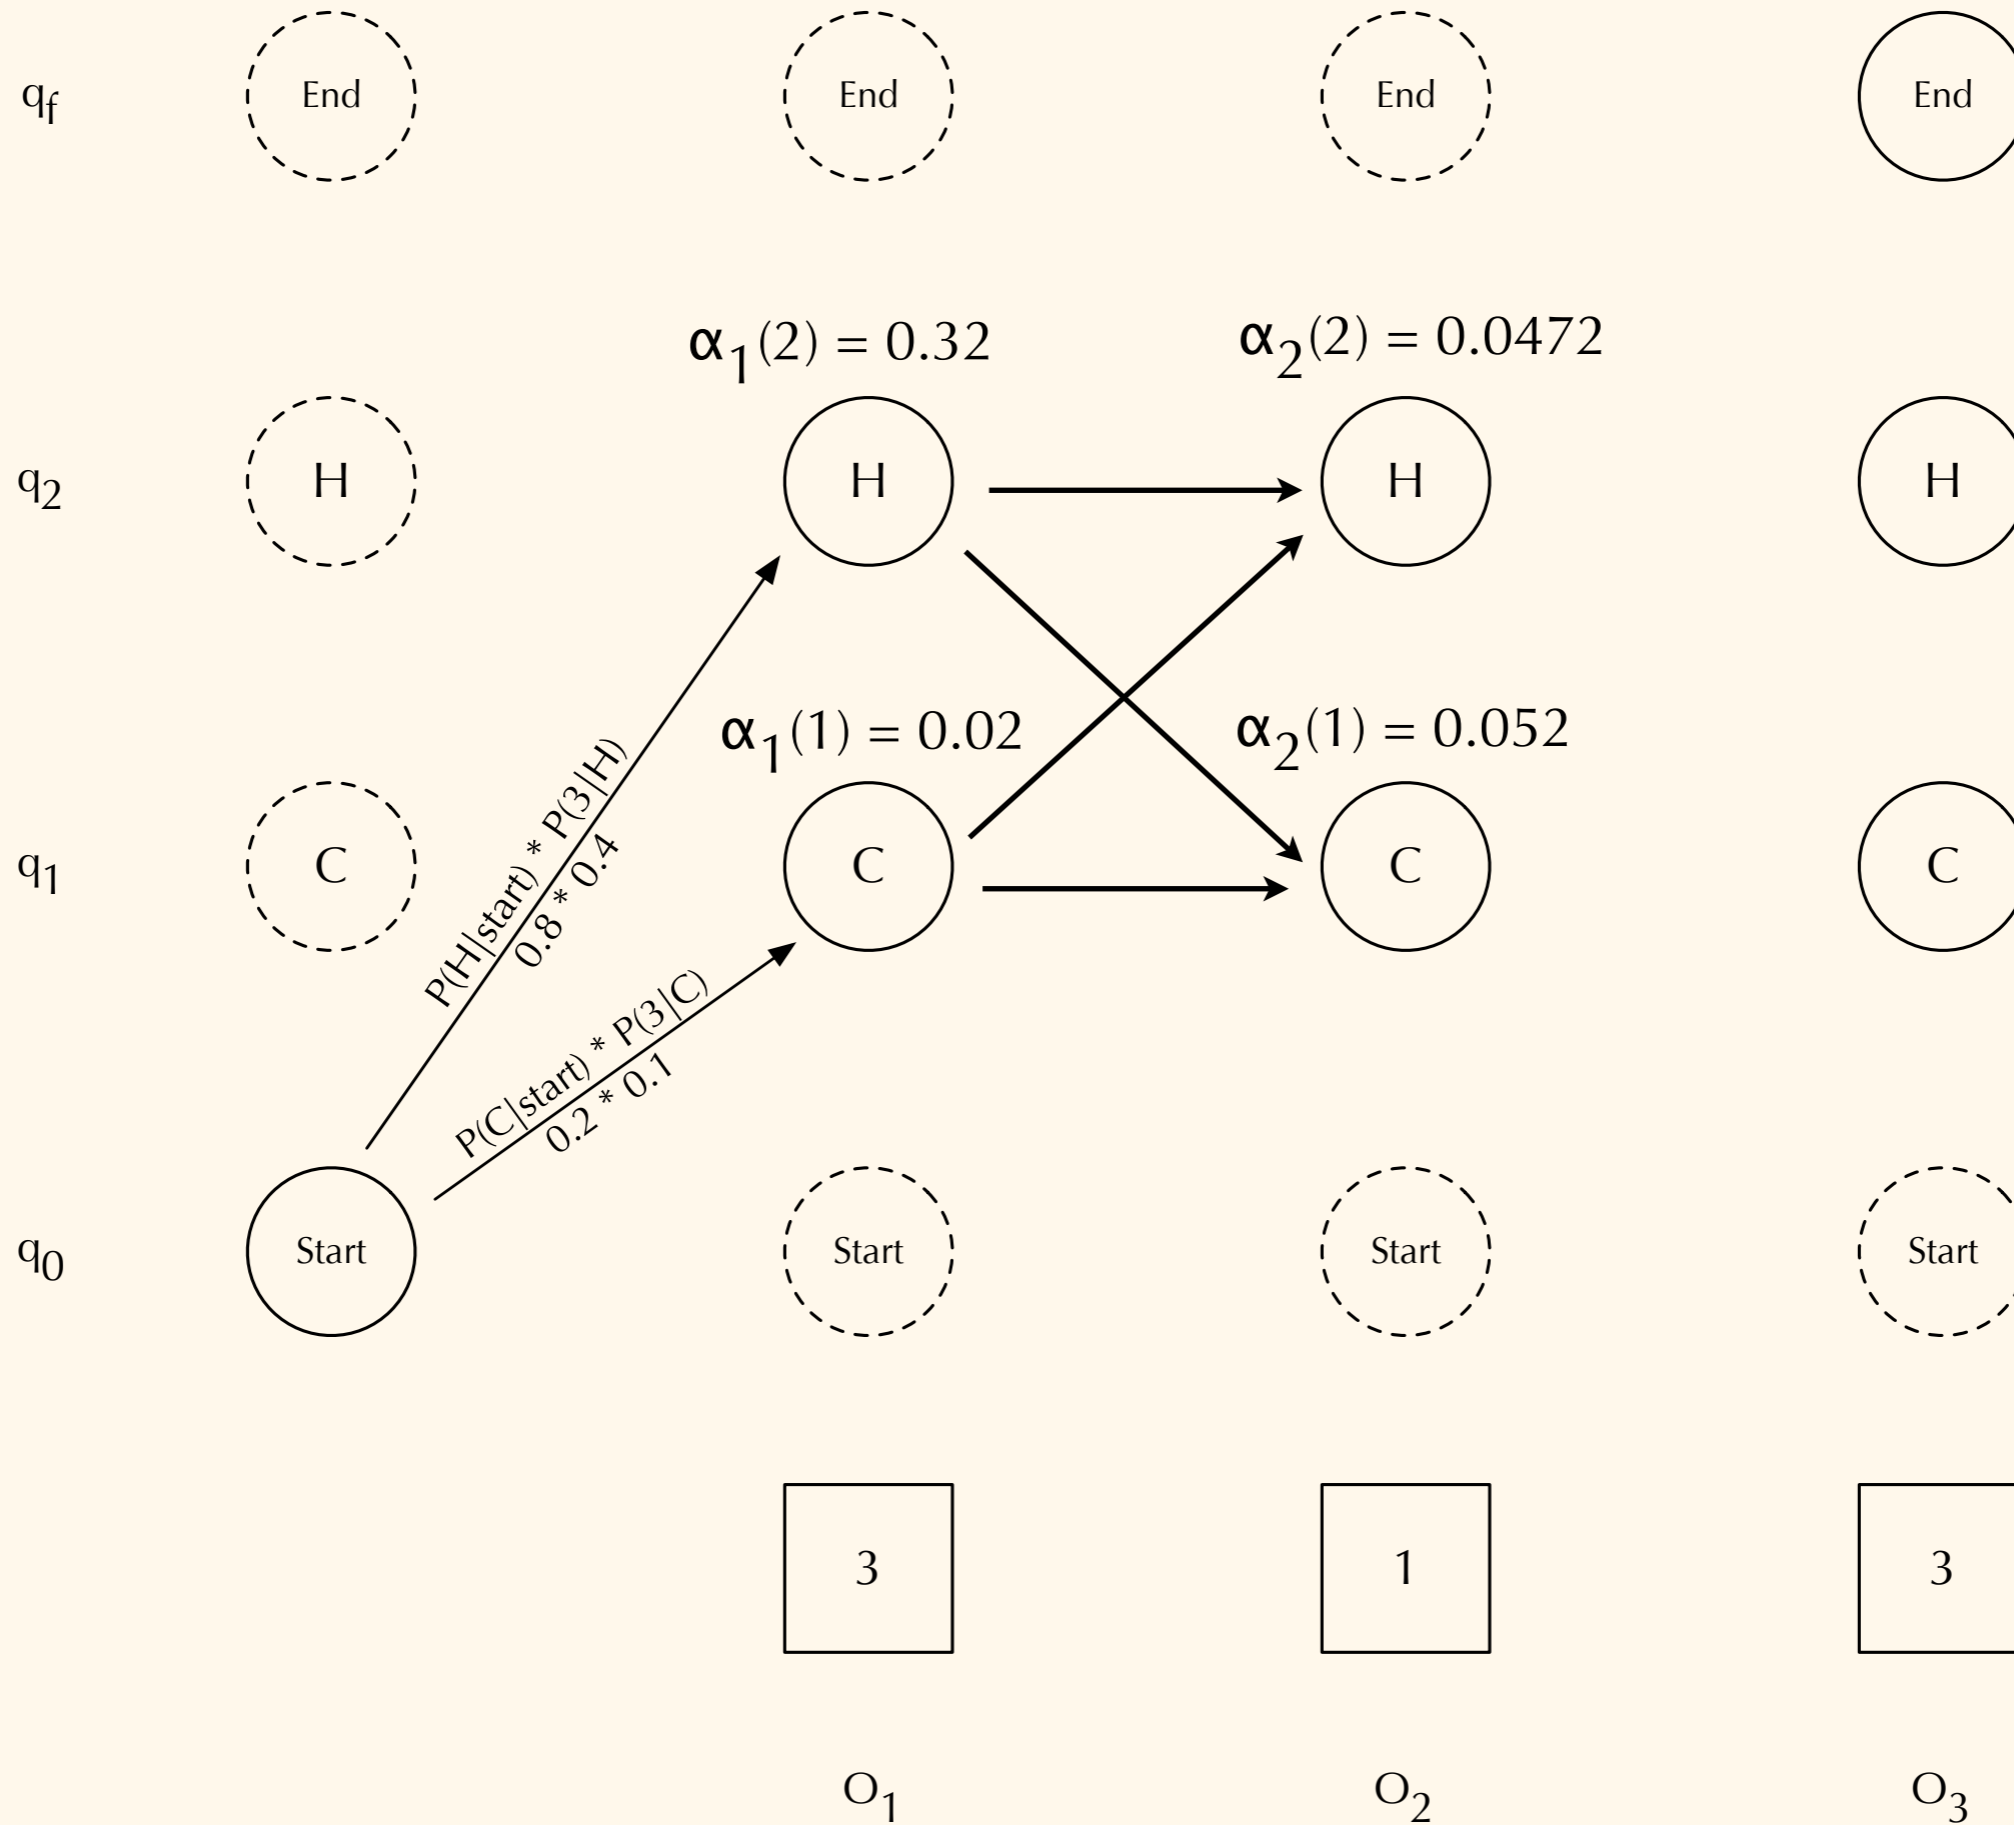 q_f End End End End
α₁(2) = 0.32 α₂(2) = 0.0472
q₂ H H H H
α₁(1) = 0.02 α₂(1) = 0.052
q₁ C C C C
P(H|start) * P(3|H)
0.8 * 0.4
P(C|start) * P(3|C)
0.2 * 0.1
q₀ Start Start Start Start
3 1 3
O₁ O₂ O₃